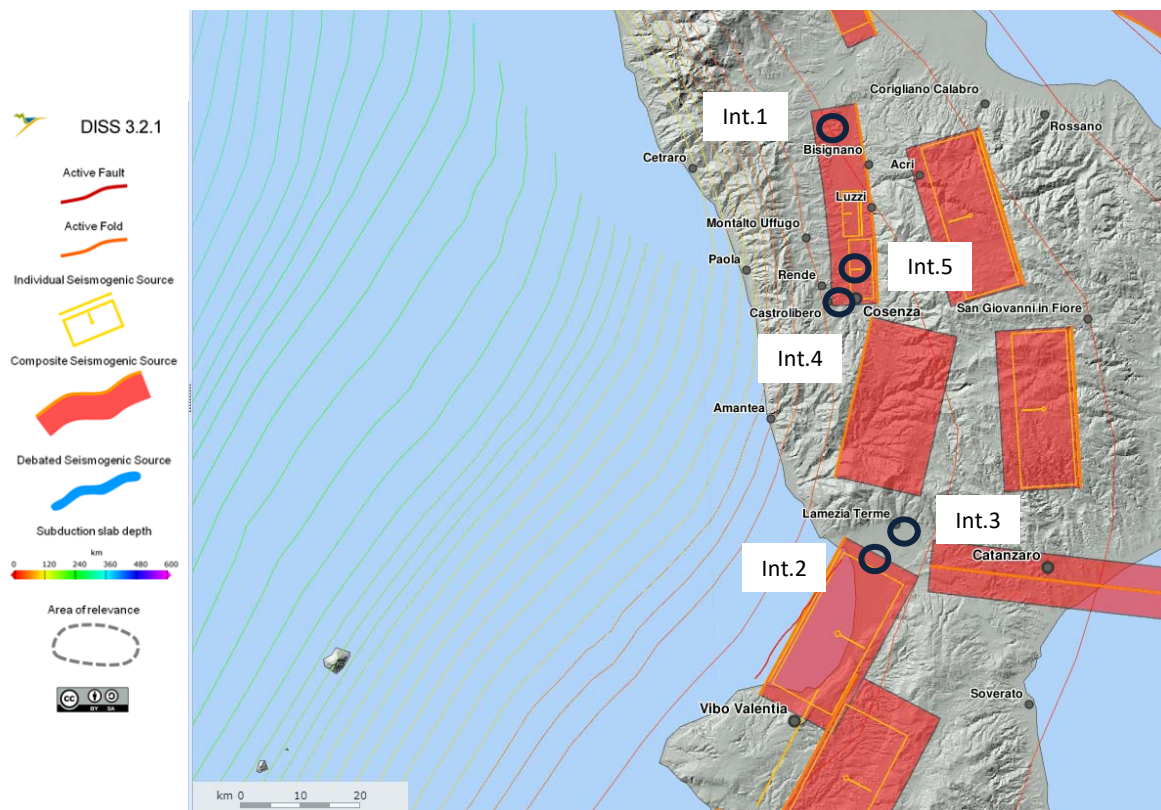 DISS 3.2.1
Active Fault
Active Fold
Individual Seismogenic Source
Composite Seismogenic Source
Debated Seismogenic Source
Subduction slab depth
km
0 120 240 360 480 600
Area of relevance
cc BY SA
Int.1
Corigliano Calabro
Rossano
Bisignano
Cetraro
Acri
Luzzi
Montalto Uffugo
Int.5
Paola
Rende
Castrolibero
Cosenza
San Giovanni in Fiore
Int.4
Amantea
Lamezia Terme
Int.3
Int.2
Catanzaro
Soverato
Vibo Valentia
km 0 10 20